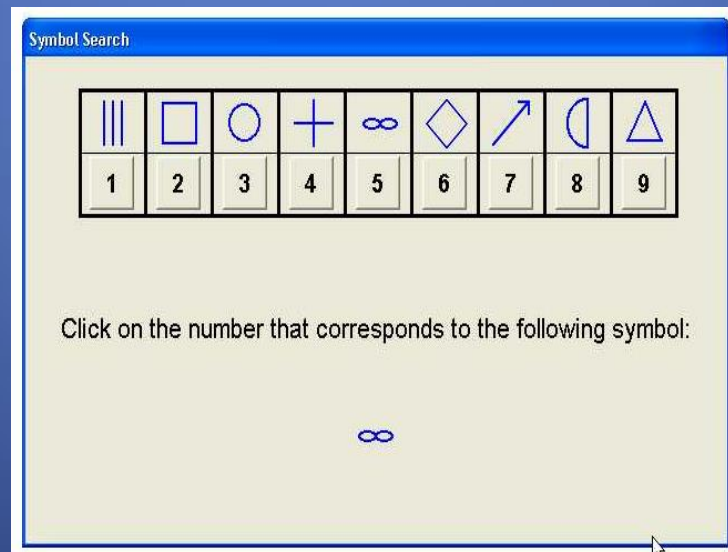 Symbol Search
1 2 3 4 5 6 7 8 9
Click on the number that corresponds to the following symbol:
∞